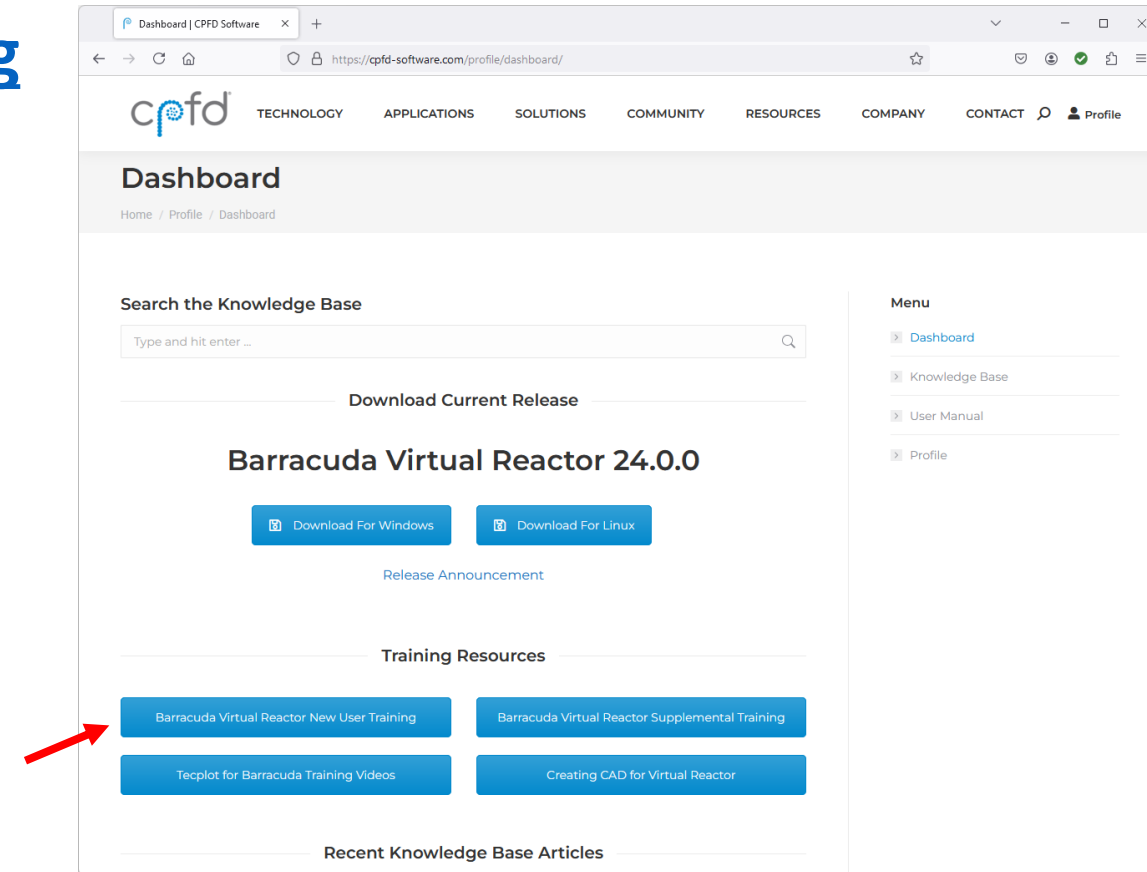 g
Dashboard | CPFD Software
https://cpfd-software.com/profile/dashboard/
cpfd
TECHNOLOGY APPLICATIONS SOLUTIONS COMMUNITY RESOURCES COMPANY CONTACT Profile
Dashboard
Home / Profile / Dashboard
Search the Knowledge Base
Type and hit enter ...
Download Current Release
Barracuda Virtual Reactor 24.0.0
Download For Windows Download For Linux
Release Announcement
Training Resources
Barracuda Virtual Reactor New User Training Barracuda Virtual Reactor Supplemental Training
Tecplot for Barracuda Training Videos Creating CAD for Virtual Reactor
Recent Knowledge Base Articles
Menu
Dashboard
Knowledge Base
User Manual
Profile